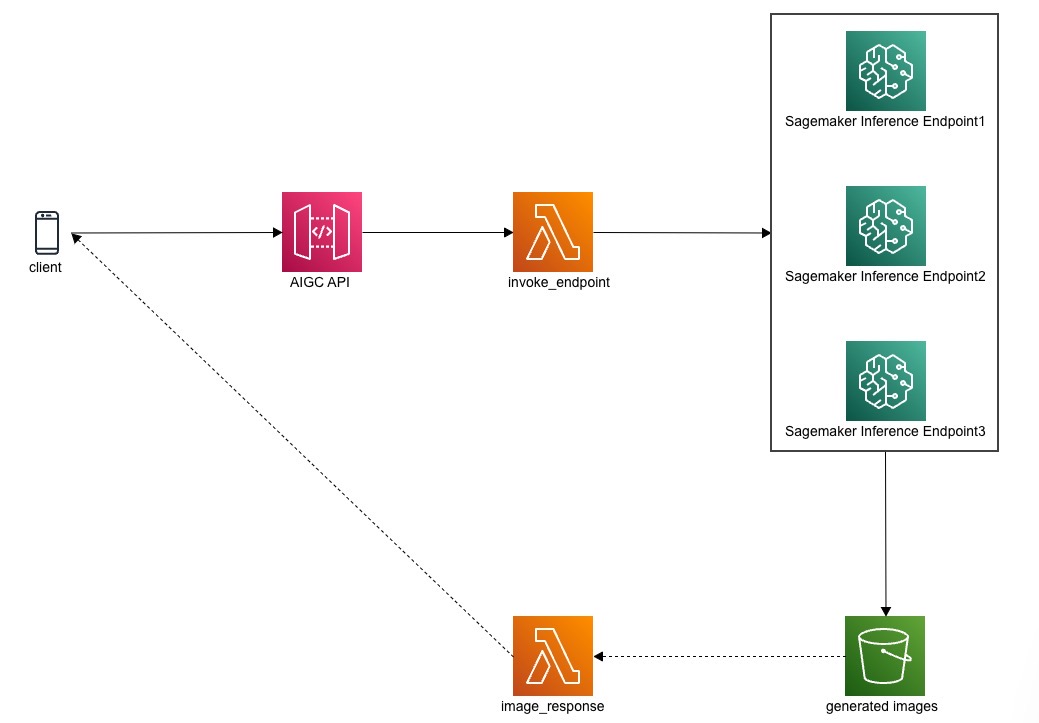 Sagemaker Inference Endpoint1
client
AIGC API
</>
invoke_endpoint
Sagemaker Inference Endpoint2
Sagemaker Inference Endpoint3
image_response
generated images